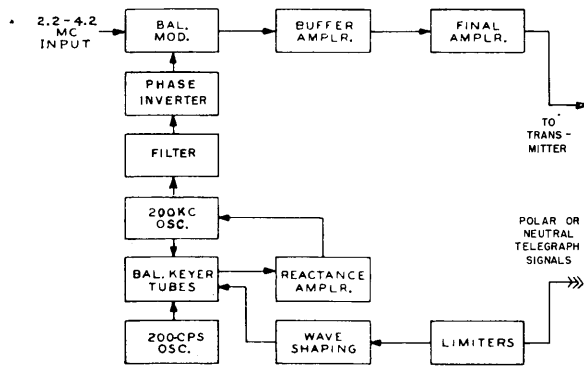 2.2-4.2
MC
INPUT
BAL.
MOD.
BUFFER
AMPLR.
FINAL
AMPLR.
PHASE
INVERTER
TO
TRANS-
MITTER
FILTER
200KC
OSC.
POLAR OR
NEUTRAL
TELEGRAPH
SIGNALS
BAL. KEYER
TUBES
REACTANCE
AMPLR.
200-CPS
OSC.
WAVE
SHAPING
LIMITERS